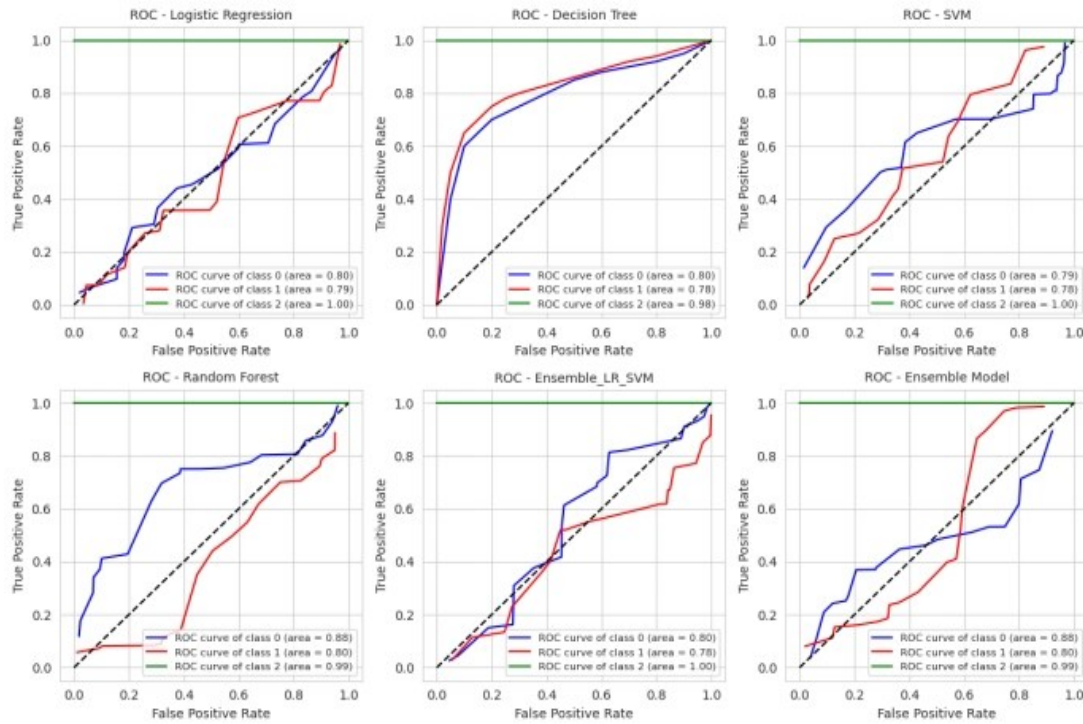 ROC - Logistic Regression
1.0
0.8
0.6
0.4
0.2
0.0
True Positive Rate
ROC curve of class 0 (area = 0.80)
ROC curve of class 1 (area = 0.79)
ROC curve of class 2 (area = 1.00)
0.0 0.2 0.4 0.6 0.8 1.0
False Positive Rate
ROC - Decision Tree
1.0
0.8
0.6
0.4
0.2
0.0
True Positive Rate
ROC curve of class 0 (area = 0.80)
ROC curve of class 1 (area = 0.78)
ROC curve of class 2 (area = 0.98)
0.0 0.2 0.4 0.6 0.8 1.0
False Positive Rate
ROC - SVM
1.0
0.8
0.6
0.4
0.2
0.0
True Positive Rate
ROC curve of class 0 (area = 0.79)
ROC curve of class 1 (area = 0.78)
ROC curve of class 2 (area = 1.00)
0.0 0.2 0.4 0.6 0.8 1.0
False Positive Rate
ROC - Random Forest
1.0
0.8
0.6
0.4
0.2
0.0
True Positive Rate
ROC curve of class 0 (area = 0.88)
ROC curve of class 1 (area = 0.80)
ROC curve of class 2 (area = 0.99)
0.0 0.2 0.4 0.6 0.8 1.0
False Positive Rate
ROC - Ensemble_LR_SVM
1.0
0.8
0.6
0.4
0.2
0.0
True Positive Rate
ROC curve of class 0 (area = 0.80)
ROC curve of class 1 (area = 0.78)
ROC curve of class 2 (area = 1.00)
0.0 0.2 0.4 0.6 0.8 1.0
False Positive Rate
ROC - Ensemble Model
1.0
0.8
0.6
0.4
0.2
0.0
True Positive Rate
ROC curve of class 0 (area = 0.88)
ROC curve of class 1 (area = 0.80)
ROC curve of class 2 (area = 0.99)
0.0 0.2 0.4 0.6 0.8 1.0
False Positive Rate